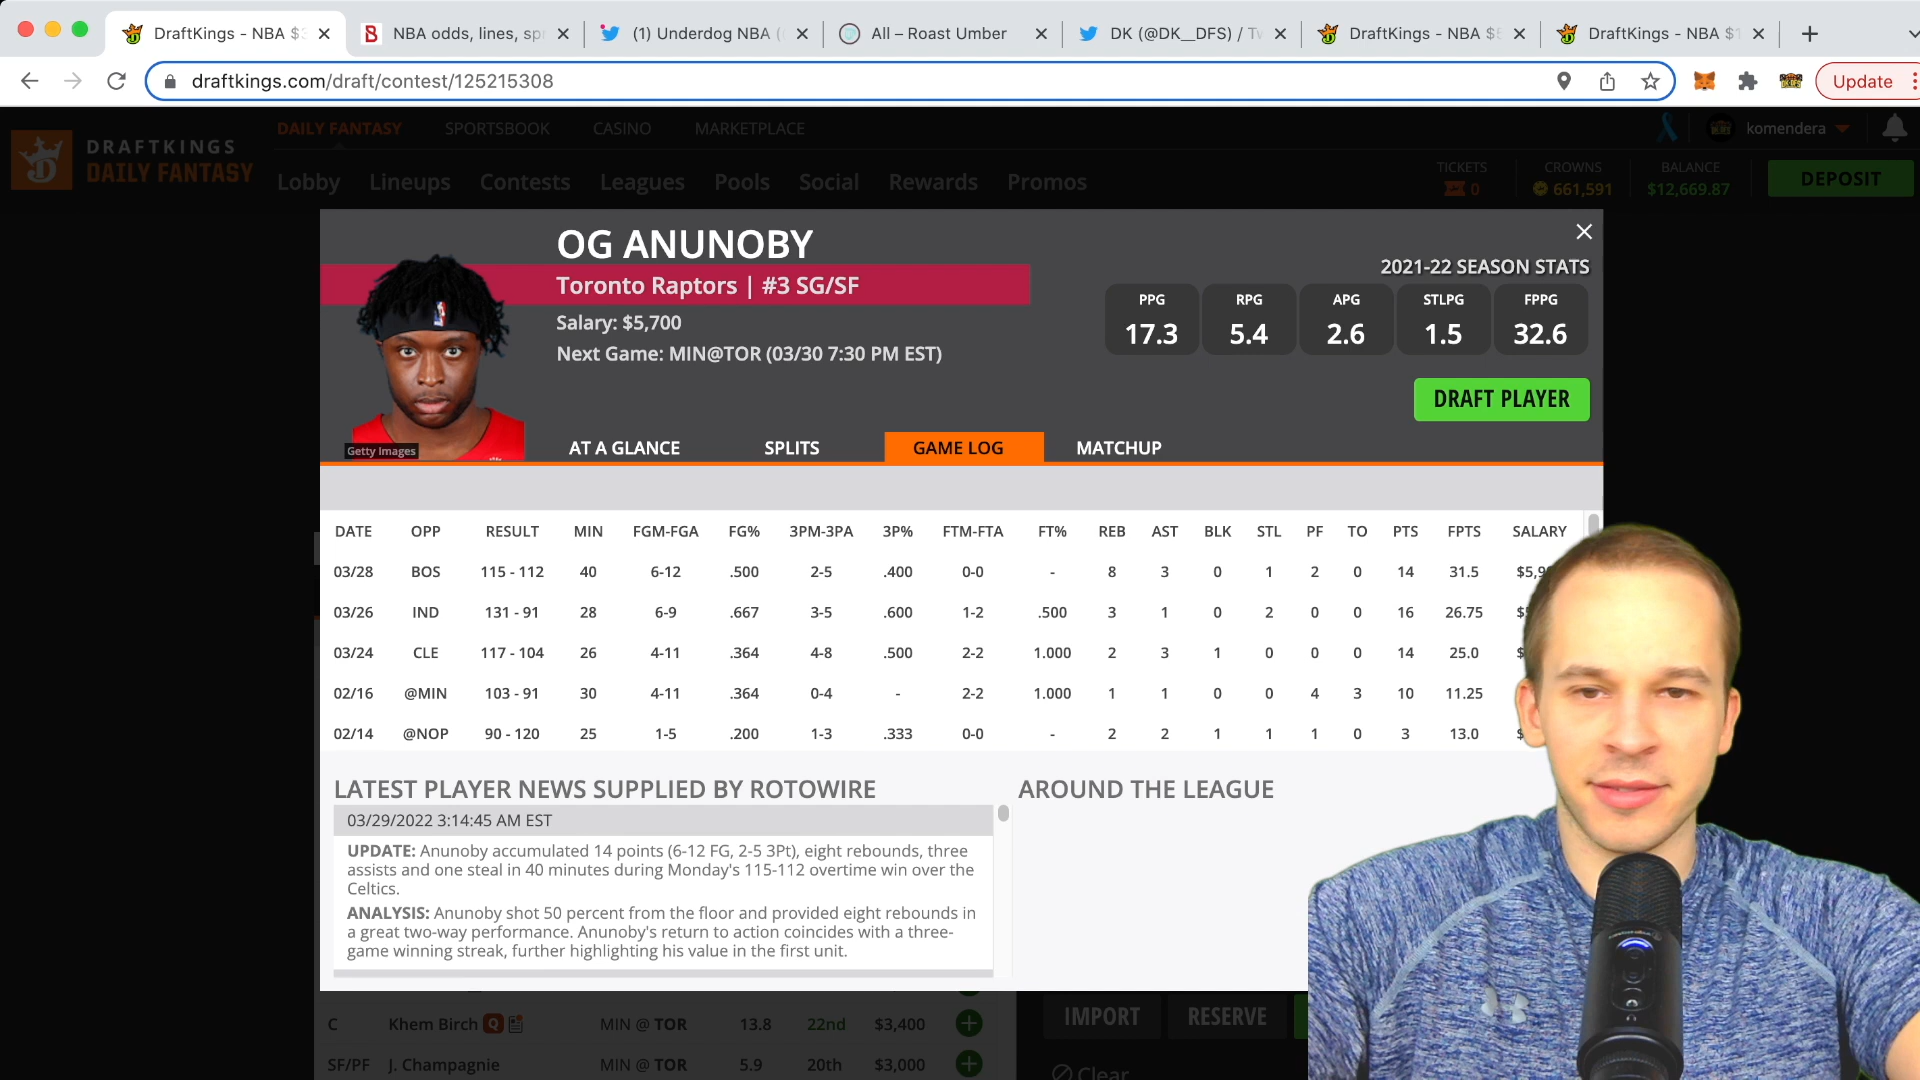 DraftKings - NBA $3
NBA odds, lines, sp
(1) Underdog NBA (
All – Roast Umber
DK (@DK__DFS) / Tw
DraftKings - NBA $
DraftKings - NBA $1
draftkings.com/draft/contest/125215308
Update
DRAFTKINGS
DAILY FANTASY
DAILY FANTASY SPORTSBOOK CASINO MARKETPLACE
komendera
Lobby Lineups Contests Leagues Pools Social Rewards Promos
TICKETS CROWNS BALANCE
0 661,591 $12,669.87
DEPOSIT
OG ANUNOBY
Toronto Raptors | #3 SG/SF
Salary: $5,700
Next Game: MIN@TOR (03/30 7:30 PM EST)
2021-22 SEASON STATS
PPG RPG APG STLPG FPPG
17.3 5.4 2.6 1.5 32.6
DRAFT PLAYER
Getty Images
AT A GLANCE SPLITS GAME LOG MATCHUP
DATE OPP RESULT MIN FGM-FGA FG% 3PM-3PA 3P% FTM-FTA FT% REB AST BLK STL PF TO PTS FPTS SALARY
03/28 BOS 115 - 112 40 6-12 .500 2-5 .400 0-0 - 8 3 0 1 2 0 14 31.5 $5,9
03/26 IND 131 - 91 28 6-9 .667 3-5 .600 1-2 .500 3 1 0 2 0 0 16 26.75 $
03/24 CLE 117 - 104 26 4-11 .364 4-8 .500 2-2 1.000 2 3 1 0 0 0 14 25.0 $
02/16 @MIN 103 - 91 30 4-11 .364 0-4 - 2-2 1.000 1 1 0 0 4 3 10 11.25
02/14 @NOP 90 - 120 25 1-5 .200 1-3 .333 0-0 - 2 2 1 1 1 0 3 13.0 $
LATEST PLAYER NEWS SUPPLIED BY ROTOWIRE
AROUND THE LEAGUE
03/29/2022 3:14:45 AM EST
UPDATE: Anunoby accumulated 14 points (6-12 FG, 2-5 3Pt), eight rebounds, three
assists and one steal in 40 minutes during Monday's 115-112 overtime win over the
Celtics.
ANALYSIS: Anunoby shot 50 percent from the floor and provided eight rebounds in
a great two-way performance. Anunoby's return to action coincides with a three-
game winning streak, further highlighting his value in the first unit.
C Khem Birch Q MIN @ TOR 13.8 22nd $3,400
SF/PF J. Champagnie MIN @ TOR 5.9 20th $3,000
IMPORT RESERVE
Clear